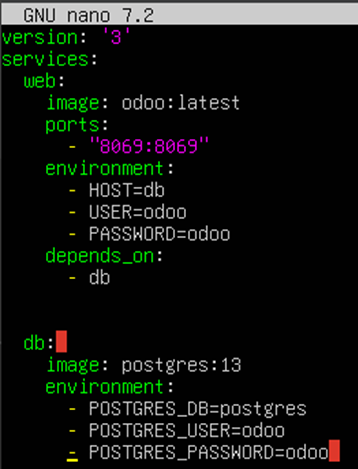 GNU nano 7.2
version: '3'
services:
  web:
    image: odoo:latest
    ports:
      - "8069:8069"
    environment:
      - HOST=db
      - USER=odoo
      - PASSWORD=odoo
    depends_on:
      - db
  db:
    image: postgres:13
    environment:
      - POSTGRES_DB=postgres
      - POSTGRES_USER=odoo
      - POSTGRES_PASSWORD=odoo